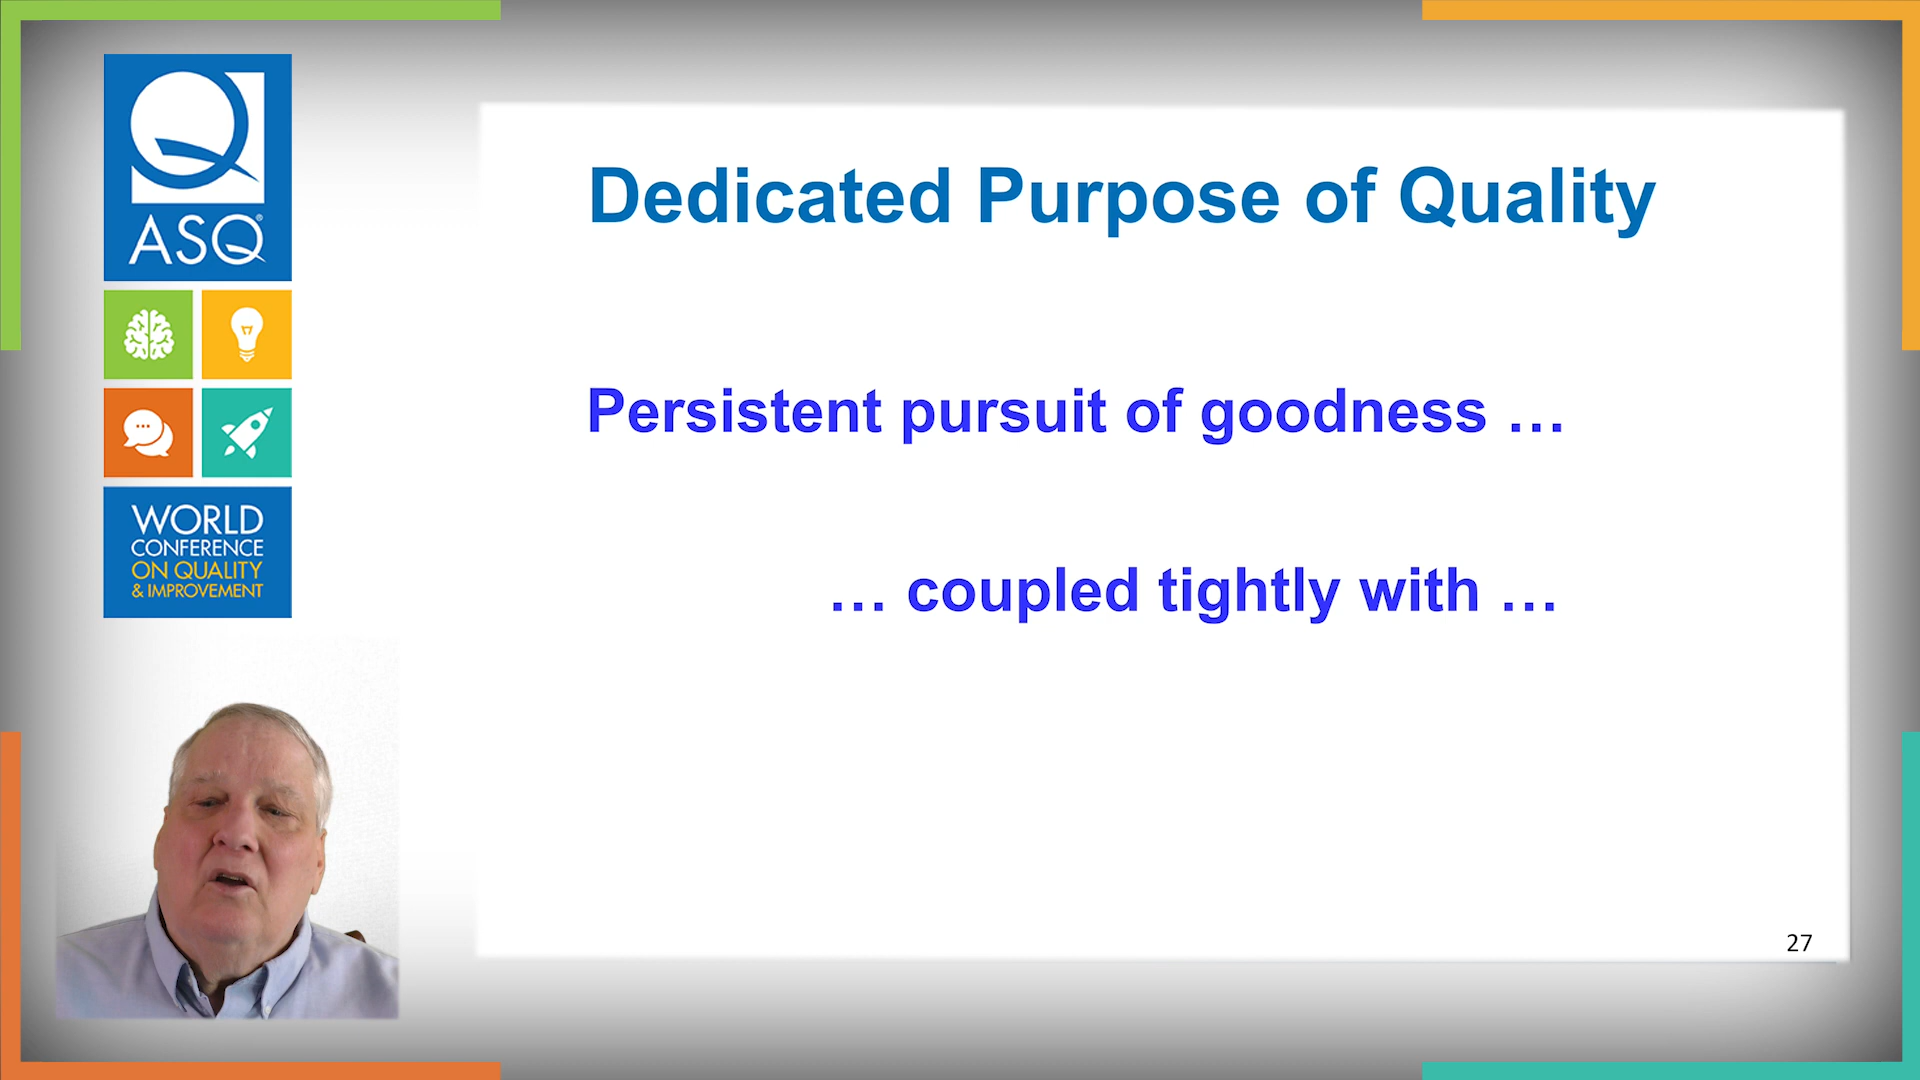 ASQ®
WORLD
CONFERENCE
ON QUALITY
& IMPROVEMENT
Dedicated Purpose of Quality
Persistent pursuit of goodness …
… coupled tightly with …
27